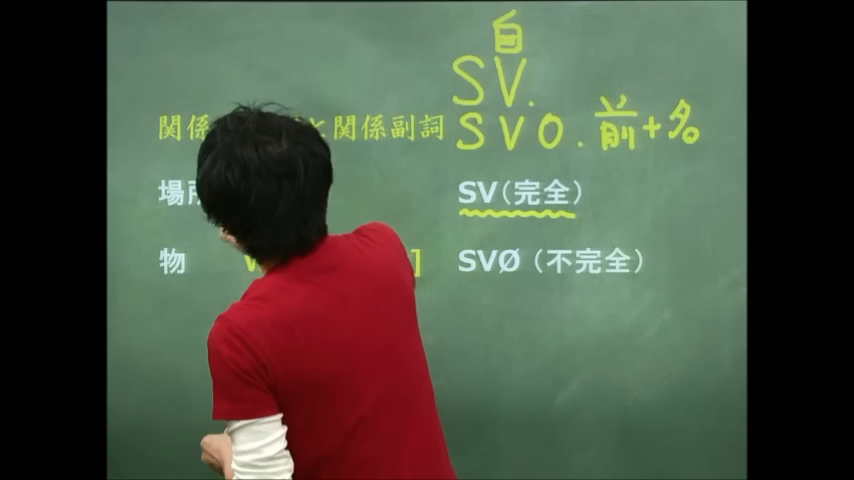 自
SV.
関係 と関係副詞 SVO. 前+名
場所 SV(完全)
物 ] SVØ (不完全)